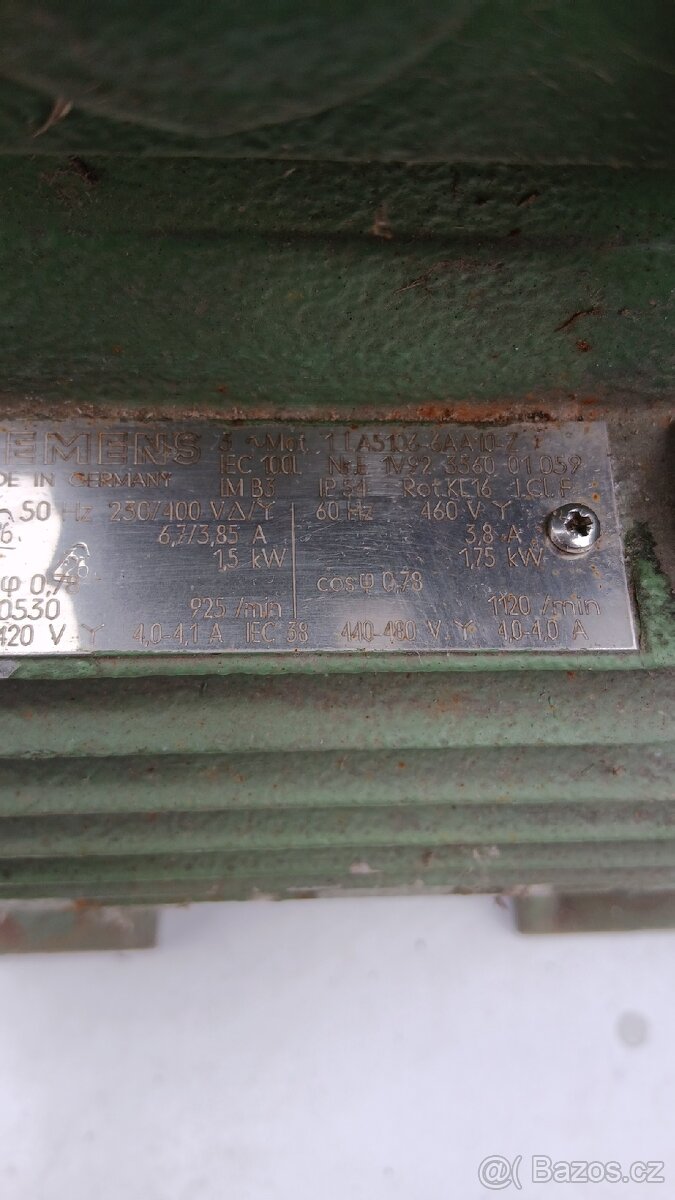 EMENS 3 ~Mot. 1LA5106-6AA10-Z
DE IN GERMANY IEC 100L Nr.E 1V92 3560 01 059
IM B3 IP 54 Rot.KL16 I.Cl.F
50 Hz 230/400 V Δ/Y 60 Hz 460 V Y
6,7/3,85 A 3,8 A
1,5 kW 1,75 kW
φ 0,78 cosφ 0,78
0530 925 /min 1120 /min
420 V Y 4,0-4,1 A IEC 38 440-480 V Y 4,0-4,0 A
Bazoš.cz